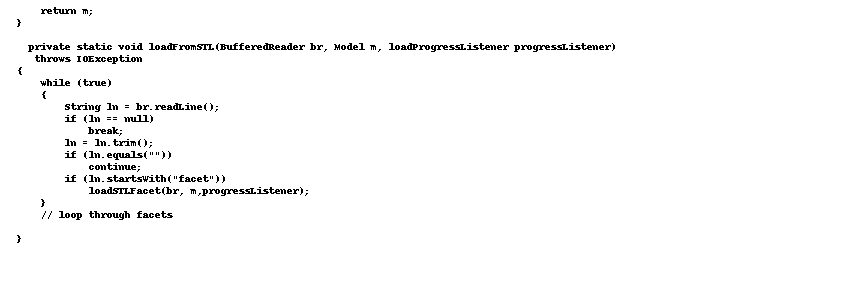 return m;
}
private static void loadFromSTL(BufferedReader br, Model m, loadProgressListener progressListener)
throws IOException
{
while (true)
{
String ln = br.readLine();
if (ln == null)
break;
ln = ln.trim();
if (ln.equals(""))
continue;
if (ln.startsWith("facet"))
loadSTLFacet(br, m,progressListener);
}
// loop through facets
}